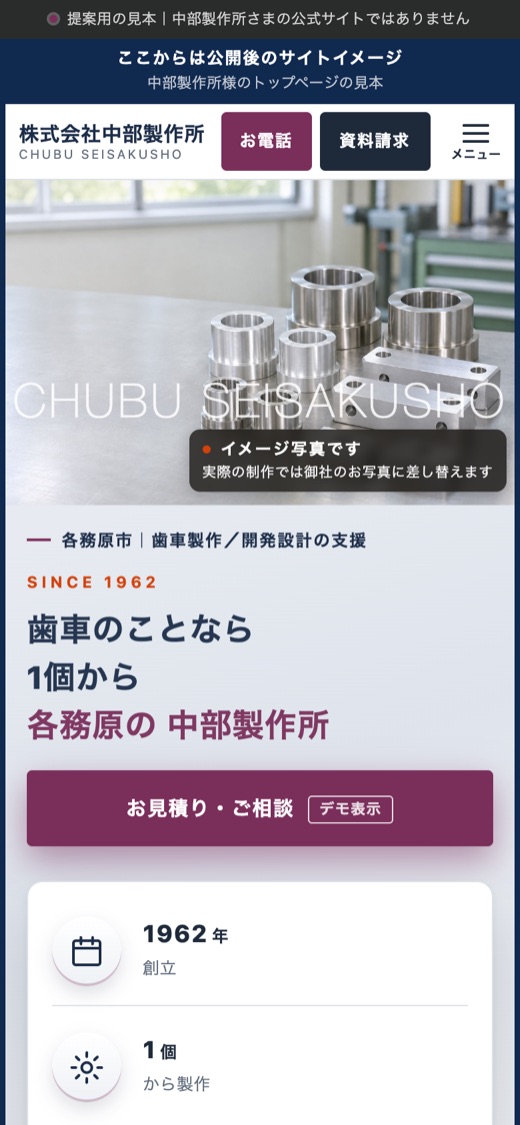 提案用の見本｜中部製作所さまの公式サイトではありません
ここからは公開後のサイトイメージ
中部製作所様のトップページの見本
株式会社中部製作所
CHUBU SEISAKUSHO
お電話
資料請求
メニュー
CHUBU SEISAKUSHO
イメージ写真です
実際の制作では御社のお写真に差し替えます
各務原市｜歯車製作／開発設計の支援
SINCE 1962
歯車のことなら
1個から
各務原の 中部製作所
お見積り・ご相談 デモ表示
1962 年
創立
1 個
から製作